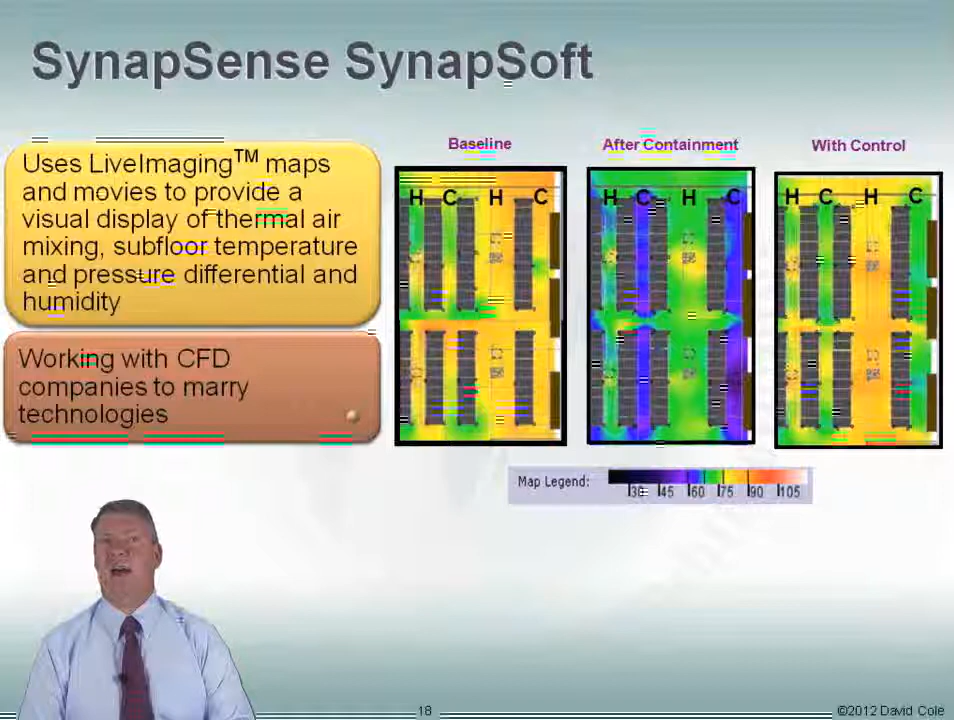 SynapSense SynapSoft
Uses LiveImaging™ maps
and movies to provide a
visual display of thermal air
mixing, subfloor temperature
and pressure differential and
humidity
Working with CFD
companies to marry
technologies
Baseline
After Containment
With Control
H C H C
H C H C
H C H C
Map Legend:
30 45 60 75 90 105
18
©2012 David Cole